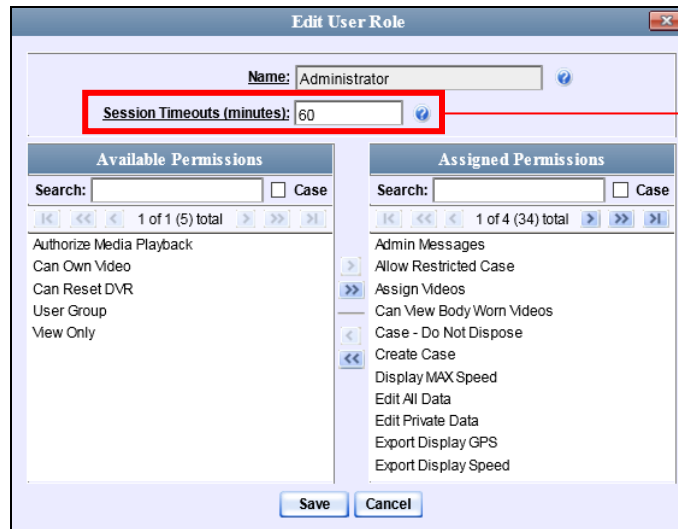 Edit User Role
Name: Administrator
Session Timeouts (minutes): 60
Available Permissions
Search: Case
1 of 1 (5) total
Authorize Media Playback
Can Own Video
Can Reset DVR
User Group
View Only
Assigned Permissions
Search: Case
1 of 4 (34) total
Admin Messages
Allow Restricted Case
Assign Videos
Can View Body Worn Videos
Case - Do Not Dispose
Create Case
Display MAX Speed
Edit All Data
Edit Private Data
Export Display GPS
Export Display Speed
Save Cancel